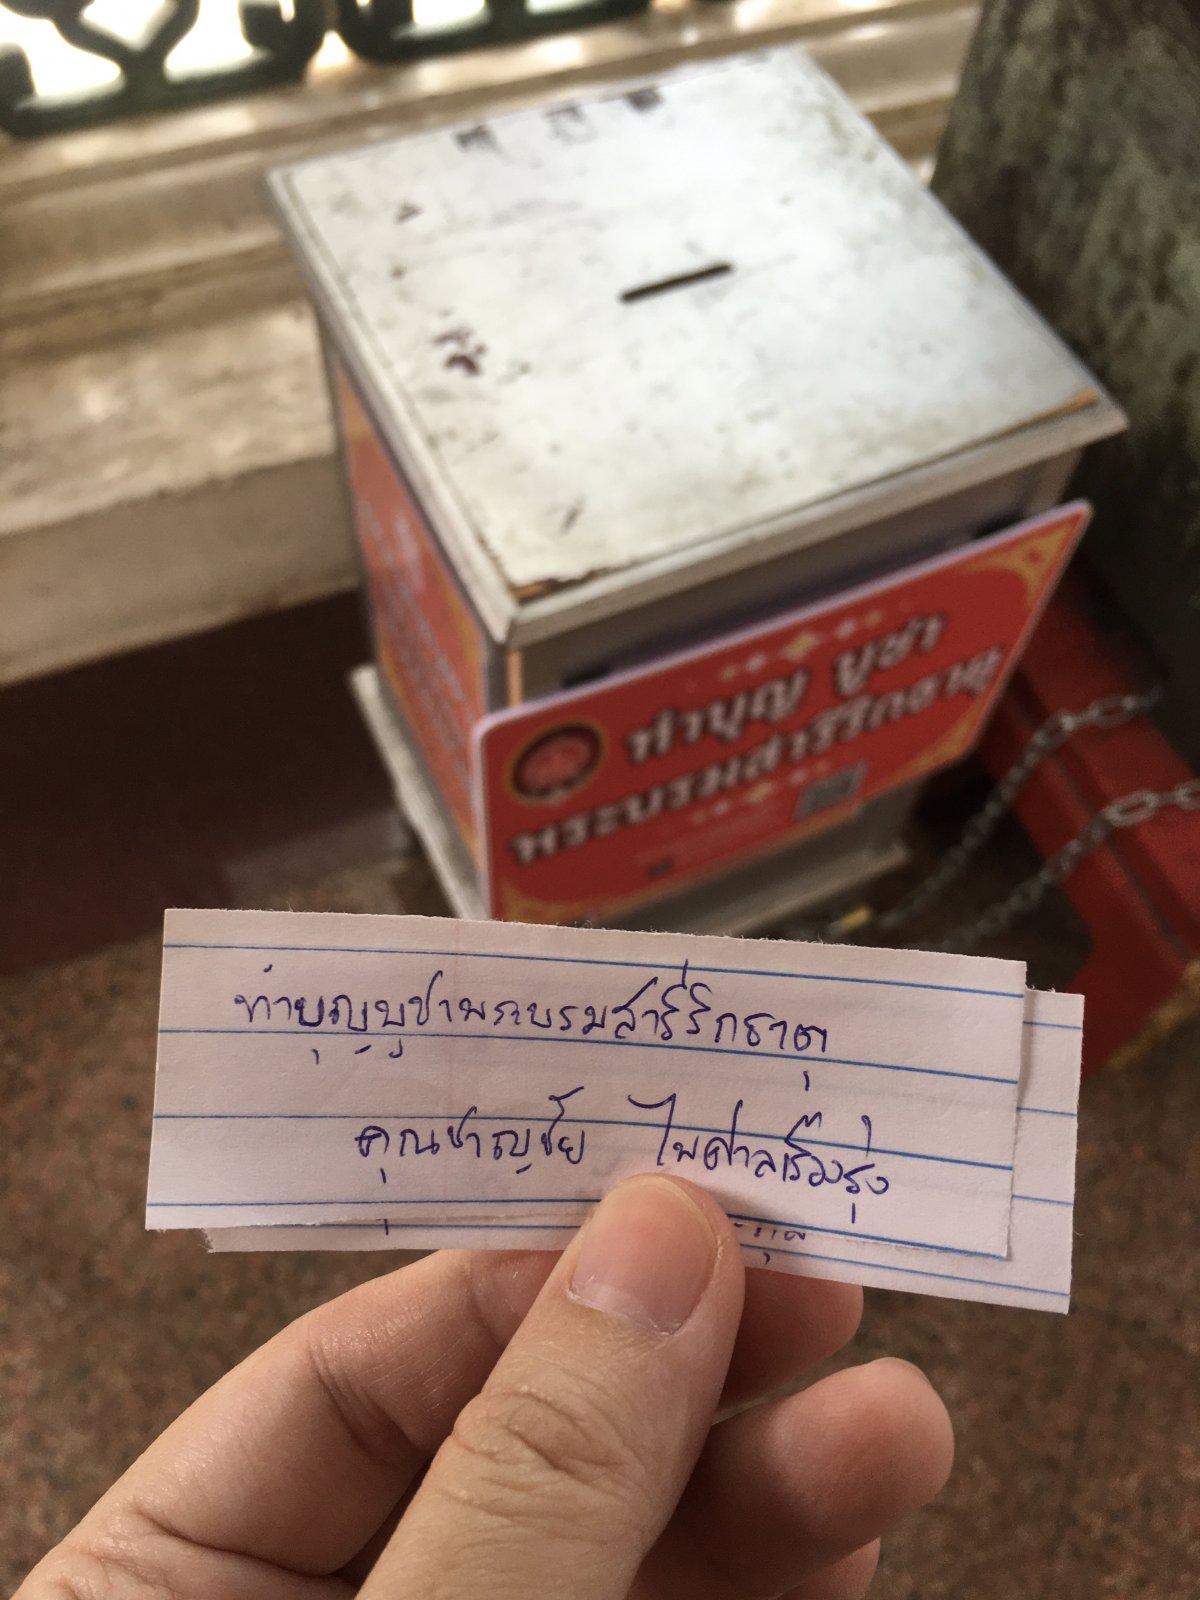 ทำบุญ บูชา
พระบรมสารีริกธาตุ
ทำบุญบูชาพระบรมสารีริกธาตุ
คุณชาญชัย ไพศาลเรืองรุ่ง